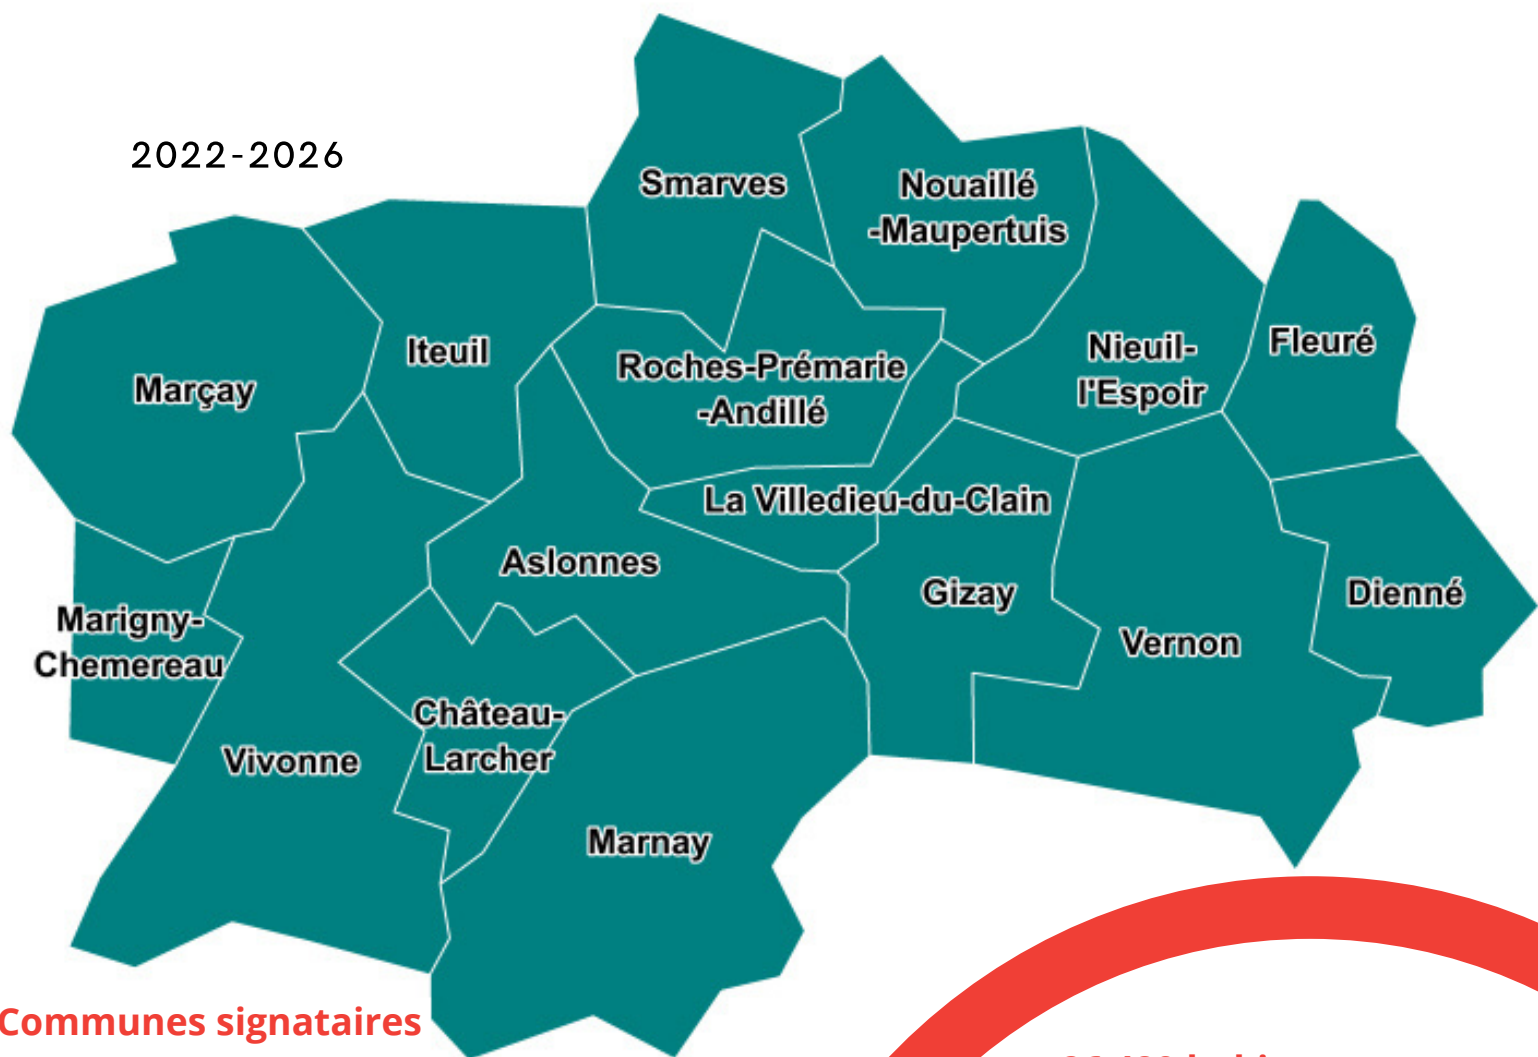 2022-2026
Smarves
Nouaillé
-Maupertuis
Iteuil
Nieuil-
l'Espoir
Fleuré
Marçay
Roches-Prémarie
-Andillé
La Villedieu-du-Clain
Aslonnes
Gizay
Dienné
Marigny-
Chemereau
Vernon
Château-
Larcher
Vivonne
Marnay
Communes signataires